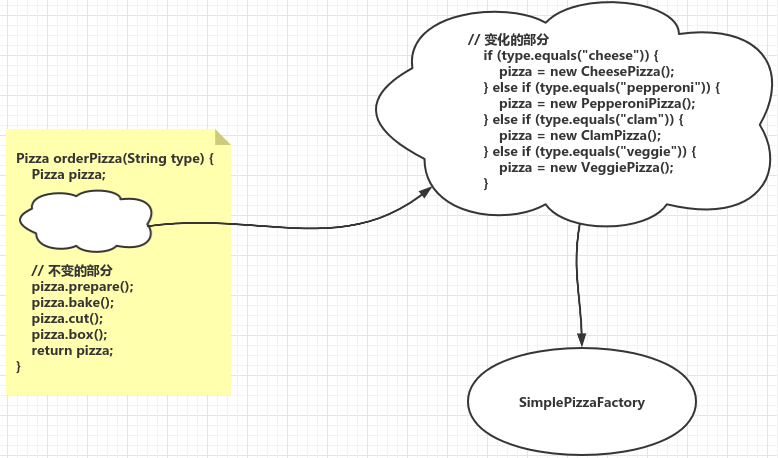 Pizza orderPizza(String type) {
Pizza pizza;
// 不变的部分
pizza.prepare();
pizza.bake();
pizza.cut();
pizza.box();
return pizza;
}
// 变化的部分
if (type.equals("cheese")) {
pizza = new CheesePizza();
} else if (type.equals("pepperoni")) {
pizza = new PepperoniPizza();
} else if (type.equals("clam")) {
pizza = new ClamPizza();
} else if (type.equals("veggie")) {
pizza = new VeggiePizza();
}
SimplePizzaFactory